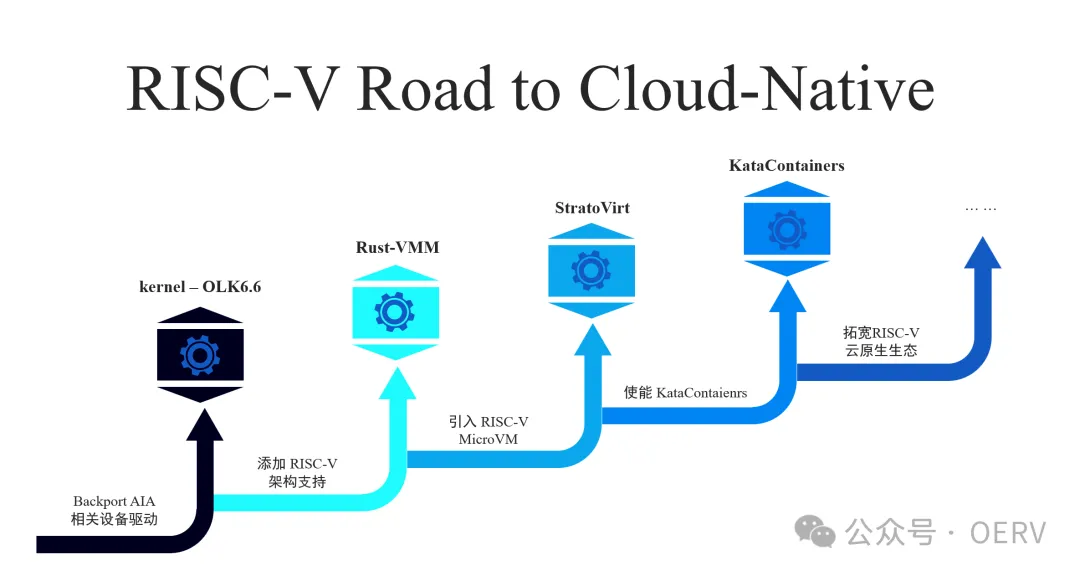 RISC-V Road to Cloud-Native
KataContainers
StratoVirt
… …
Rust-VMM
kernel – OLK6.6
拓宽RISC-V
云原生生态
使能 KataContaienrs
引入 RISC-V
MicroVM
添加 RISC-V
架构支持
Backport AIA
相关设备驱动
公众号 · OERV